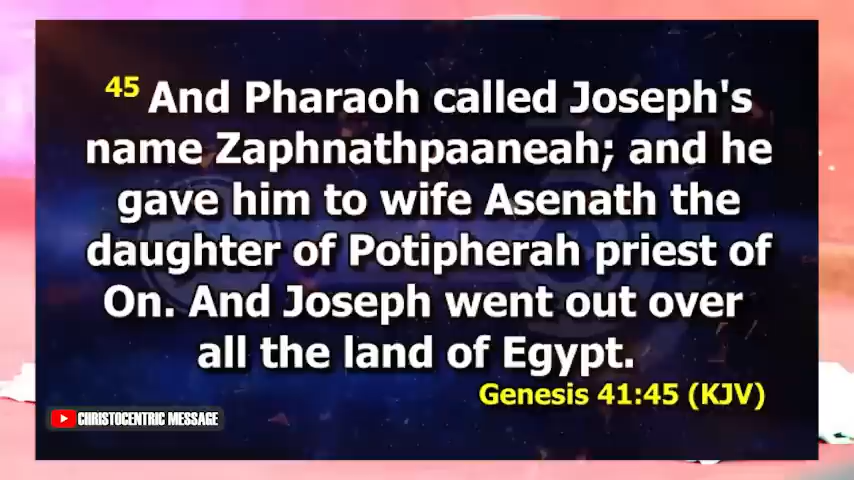 45 And Pharaoh called Joseph's
name Zaphnathpaaneah; and he
gave him to wife Asenath the
daughter of Potipherah priest of
On. And Joseph went out over
all the land of Egypt.
Genesis 41:45 (KJV)
CHRISTOCENTRIC MESSAGE